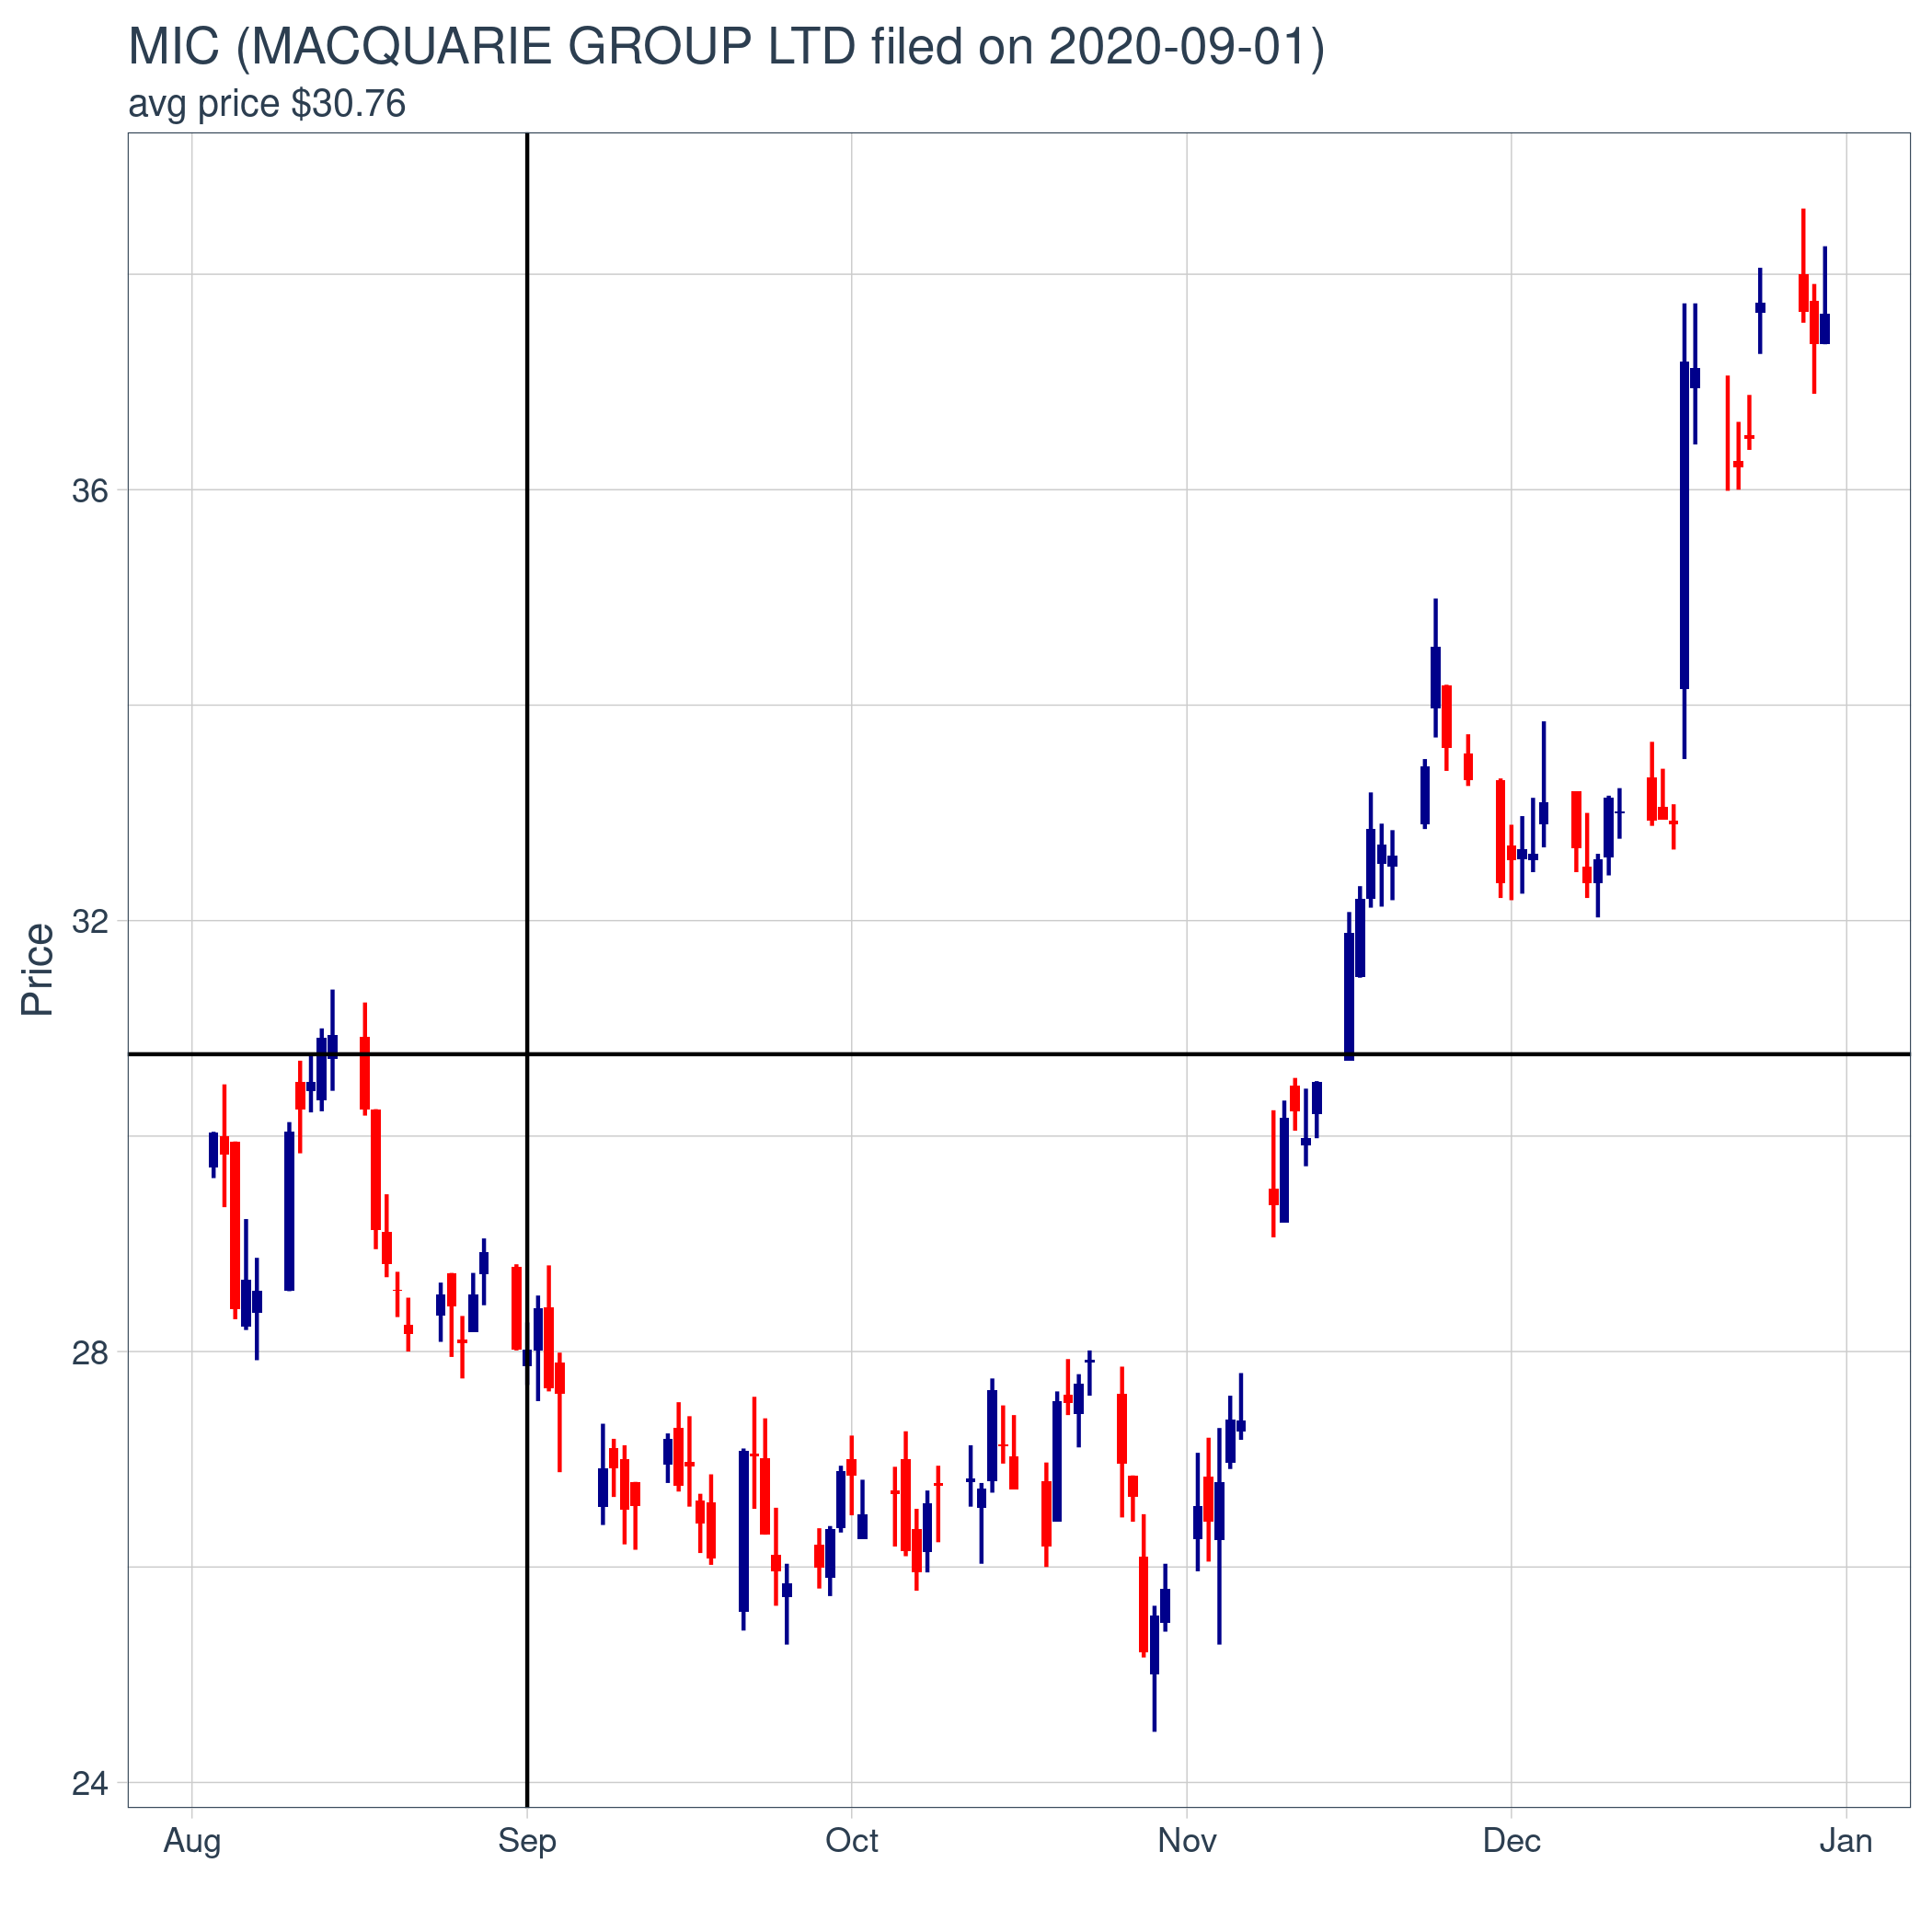 MIC (MACQUARIE GROUP LTD filed on 2020-09-01)
avg price $30.76
Price
36
32
28
24
Aug Sep Oct Nov Dec Jan